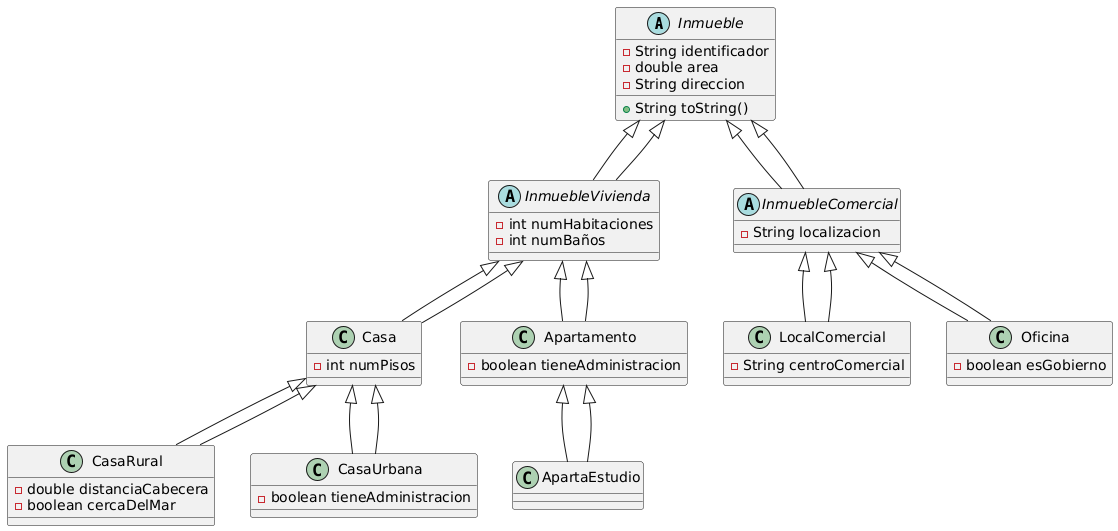 A Inmueble
String identificador
double area
String direccion
String toString()
A InmuebleVivienda
int numHabitaciones
int numBaños
A InmuebleComercial
String localizacion
C Casa
int numPisos
C Apartamento
boolean tieneAdministracion
C LocalComercial
String centroComercial
C Oficina
boolean esGobierno
C CasaRural
double distanciaCabecera
boolean cercaDelMar
C CasaUrbana
boolean tieneAdministracion
C ApartaEstudio